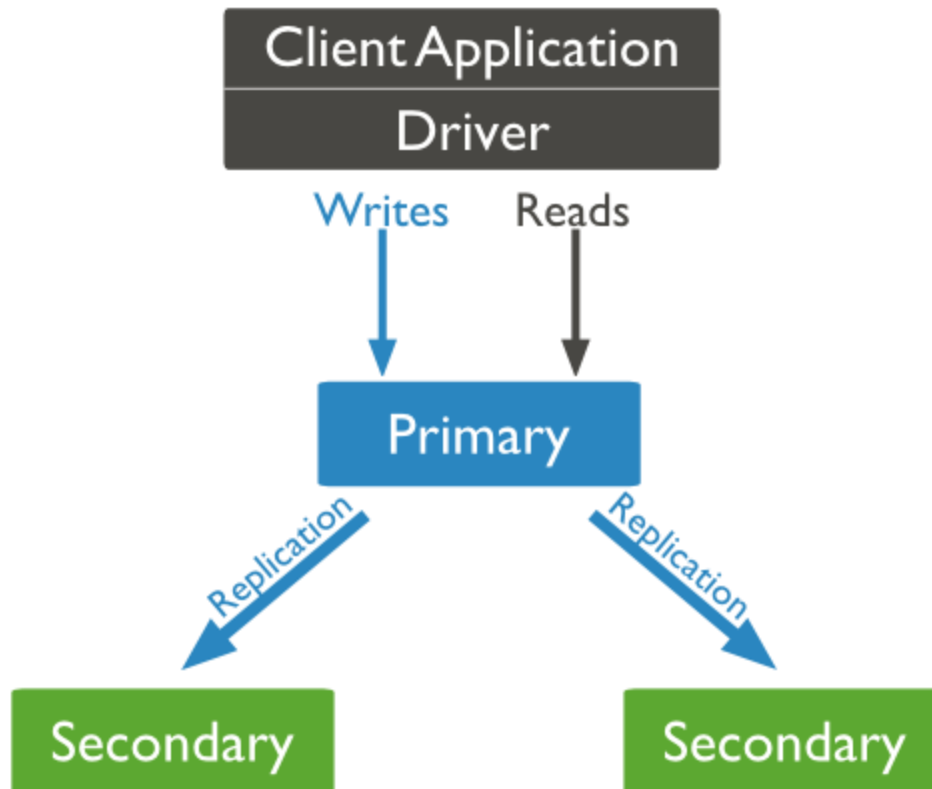 Client Application
Driver
Writes
Reads
Primary
Replication
Replication
Secondary
Secondary